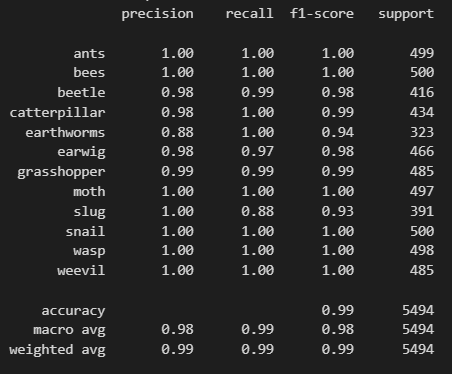 precision recall f1-score support
ants 1.00 1.00 1.00 499
bees 1.00 1.00 1.00 500
beetle 0.98 0.99 0.98 416
catterpillar 0.98 1.00 0.99 434
earthworms 0.88 1.00 0.94 323
earwig 0.98 0.97 0.98 466
grasshopper 0.99 0.99 0.99 485
moth 1.00 1.00 1.00 497
slug 1.00 0.88 0.93 391
snail 1.00 1.00 1.00 500
wasp 1.00 1.00 1.00 498
weevil 1.00 1.00 1.00 485
accuracy 0.99 5494
macro avg 0.98 0.99 0.98 5494
weighted avg 0.99 0.99 0.99 5494